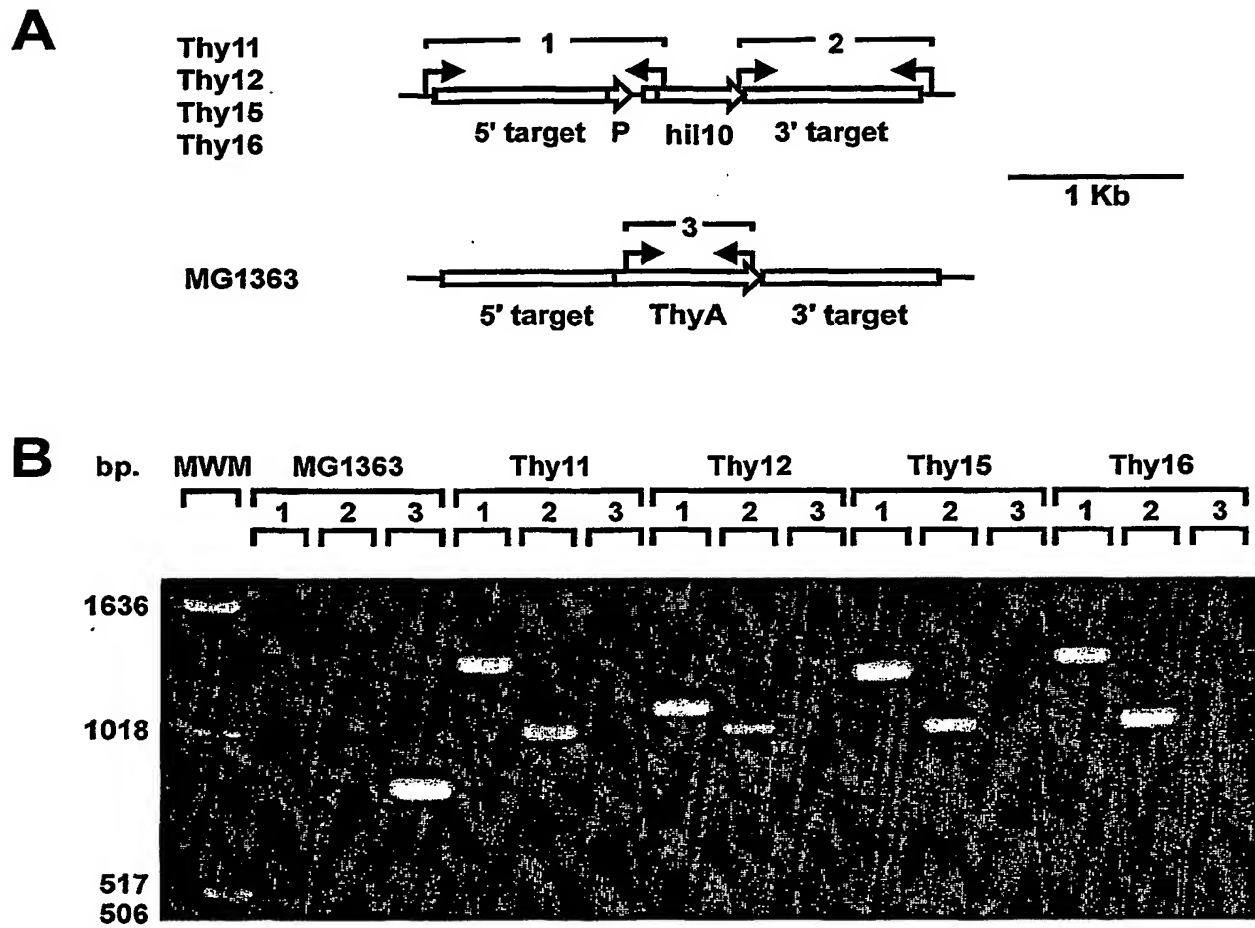 A
Thy11
Thy12
Thy15
Thy16
1
2
5' target
P
hil10
3' target
1 Kb
3
MG1363
5' target
ThyA
3' target
B
bp.
MWM
MG1363
Thy11
Thy12
Thy15
Thy16
1 2 3 1 2 3 1 2 3 1 2 3 1 2 3
1636
1018
517
506